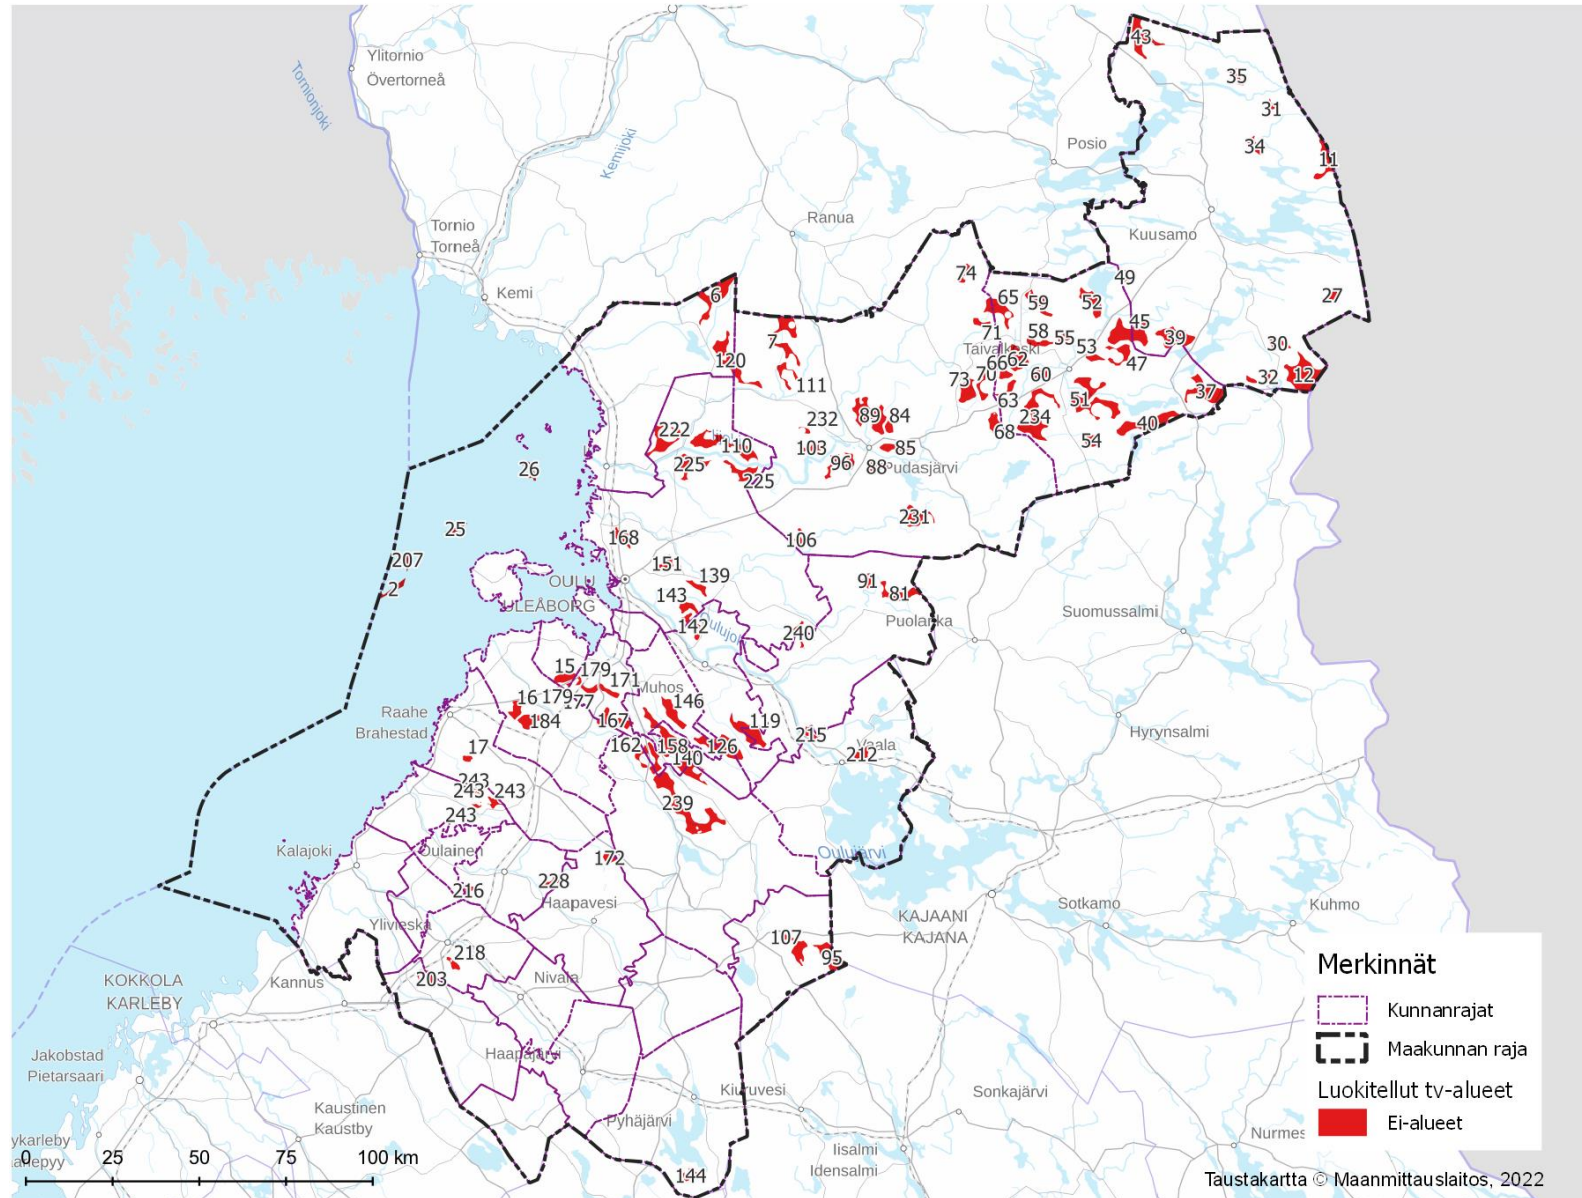 43
Ylitornio
Övertorneå
35
Tornionjoki
31
Kemijoki
Posio
34
11
Ranua
Tornio
Torneå
Kuusamo
74
49
Kemi
6
65
59
52
27
7
71
58
55
45
39
30
Taivalkoski
53
120
66
62
47
111
73
70
60
32
12
63
51
37
89
84
232
234
222
68
40
110
103
85
54
225
96
88
Pudasjärvi
26
225
25
231
168
106
207
151
2
139
91
OULU
143
81
ULEÅBORG
142
Oulujoki
240
Puolanka
Suomussalmi
15
179
171
Muhos
16
179
77
146
Raahe
Brahestad
184
167
119
215
Hyrynsalmi
17
162
158
126
Vaala
212
140
243
243
243
239
243
Kalajoki
Oulainen
172
Oulujärvi
216
228
Haapavesi
KAJAANI
KAJANA
Sotkamo
Kuhmo
Ylivieska
107
218
95
203
Nivala
Kannus
KOKKOLA
KARLEBY
Haapajärvi
Jakobstad
Pietarsaari
Kiuruvesi
Sonkajärvi
Kaustinen
Kaustby
Pyhäjärvi
Iisalmi
Idensalmi
Nurmes
144
ykarleby
0 25 50 75 100 km
Merkinnät
Kunnanrajat
Maakunnan raja
Luokitellut tv-alueet
Ei-alueet
Taustakartta © Maanmittauslaitos, 2022